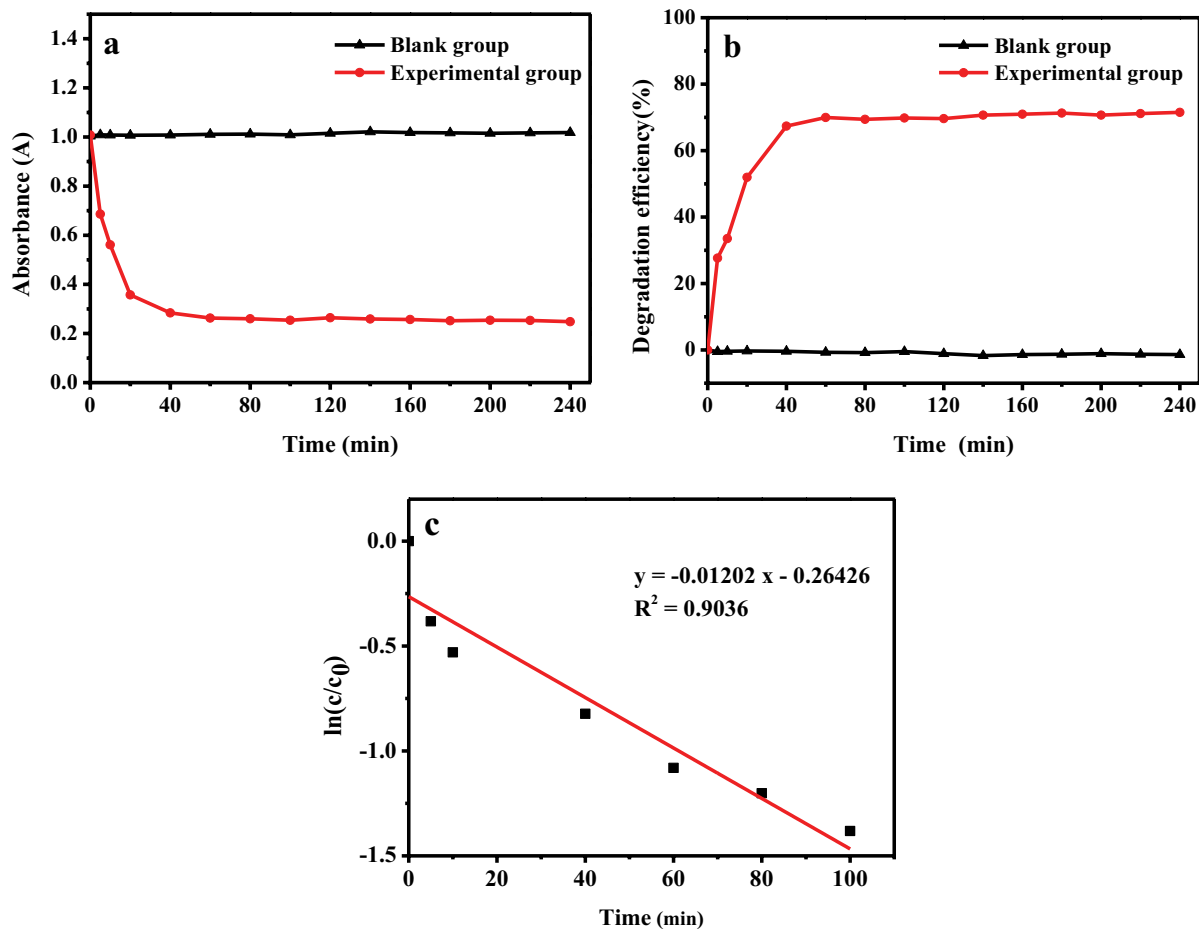 a
Blank group
Experimental group
1.4
1.2
1.0
0.8
0.6
0.4
0.2
0.0
Absorbance (A)
0 40 80 120 160 200 240
Time (min)
b
Blank group
Experimental group
100
80
60
40
20
0
Degradation efficiency(%)
0 40 80 120 160 200 240
Time (min)
c
y = -0.01202 x - 0.26426
R² = 0.9036
0.0
-0.5
-1.0
-1.5
ln(c/c₀)
0 20 40 60 80 100
Time (min)